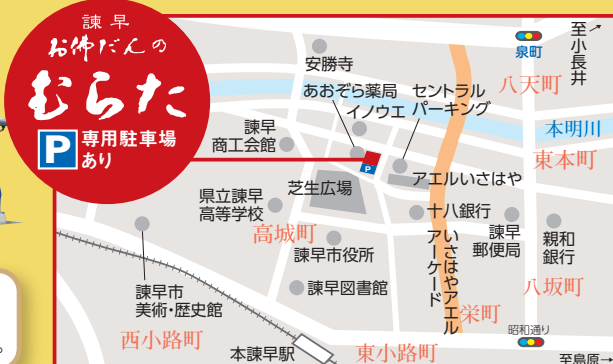 諫早
お佛だんの
むらた
P 専用駐車場
あり
安勝寺
泉町
至小長井
八天町
あおぞら薬局
イノウエ
セントラル
パーキング
諫早
商工会館
P
本明川
東本町
アエルいさはや
芝生広場
県立諫早
高等学校
高城町
十八銀行
諫早
郵便局
親和
銀行
諫早市役所
いさはやアエル
アーケード
諫早図書館
諫早市
美術・歴史館
八坂町
栄町
昭和通り
西小路町
本諫早駅
東小路町
至島原→
。